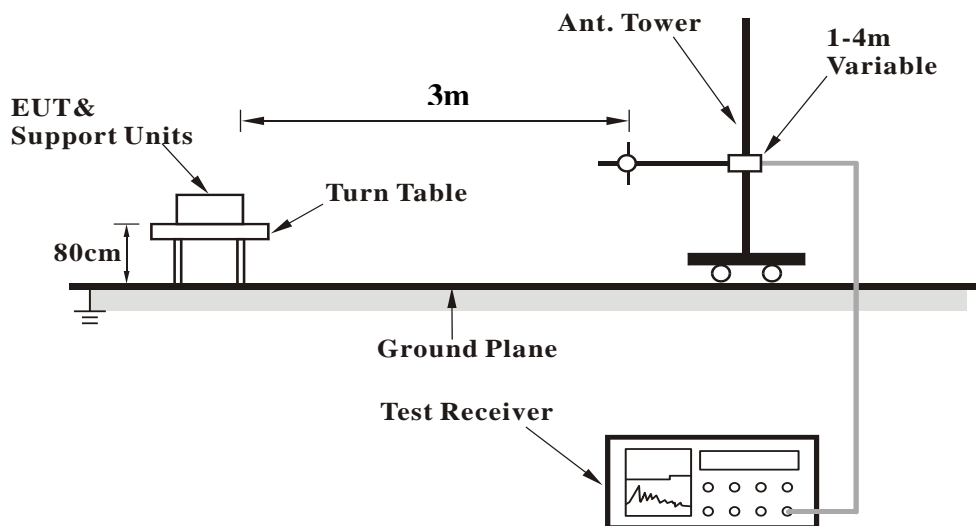 Ant. Tower
1-4m
Variable
3m
EUT&
Support Units
Turn Table
80cm
Ground Plane
Test Receiver